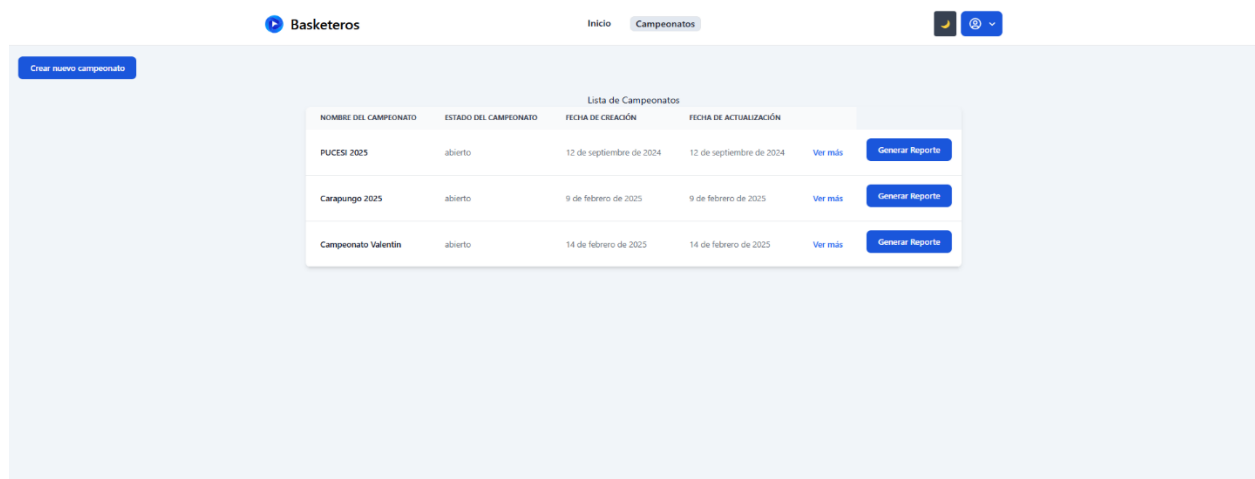 Basketeros Inicio Campeonatos
Crear nuevo campeonato
Lista de Campeonatos
NOMBRE DEL CAMPEONATO ESTADO DEL CAMPEONATO FECHA DE CREACIÓN FECHA DE ACTUALIZACIÓN
PUCESI 2025 abierto 12 de septiembre de 2024 12 de septiembre de 2024 Ver más Generar Reporte
Carapungo 2025 abierto 9 de febrero de 2025 9 de febrero de 2025 Ver más Generar Reporte
Campeonato Valentin abierto 14 de febrero de 2025 14 de febrero de 2025 Ver más Generar Reporte